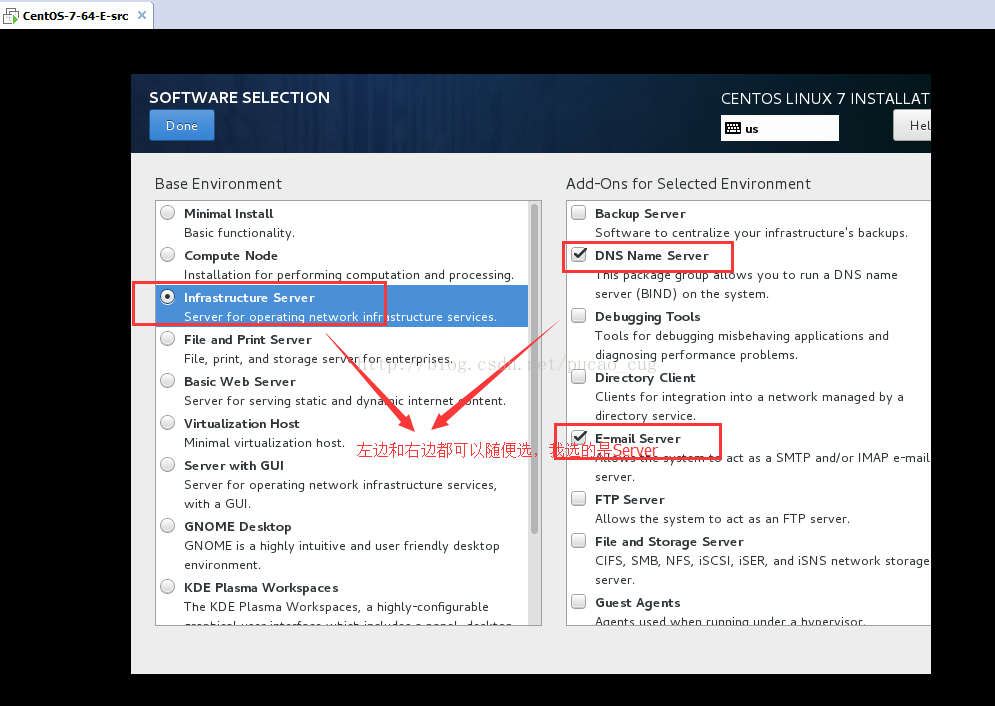 CentOS-7-64-E-src
SOFTWARE SELECTION
Done
CENTOS LINUX 7 INSTALLAT
us
Hel
Base Environment
Minimal Install
Basic functionality.
Compute Node
Installation for performing computation and processing.
Infrastructure Server
Server for operating network infrastructure services.
File and Print Server
File, print, and storage server for enterprises.
Basic Web Server
Server for serving static and dynamic internet content.
Virtualization Host
Minimal virtualization host.
Server with GUI
Server for operating network infrastructure services,
with a GUI.
GNOME Desktop
GNOME is a highly intuitive and user friendly desktop
environment.
KDE Plasma Workspaces
The KDE Plasma Workspaces, a highly-configurable
graphical user interface which includes a panel, desktop,
Add-Ons for Selected Environment
Backup Server
Software to centralize your infrastructure's backups.
DNS Name Server
This package group allows you to run a DNS name
server (BIND) on the system.
Debugging Tools
Tools for debugging misbehaving applications and
diagnosing performance problems.
Directory Client
Clients for integration into a network managed by a
directory service.
E-mail Server
Allows the system to act as a SMTP and/or IMAP e-mail
server.
FTP Server
Allows the system to act as an FTP server.
File and Storage Server
CIFS, SMB, NFS, iSCSI, iSER, and iSNS network storage
server.
Guest Agents
Agents used when running under a hypervisor.
http://blog.csdn.net/pucao_cug
左边和右边都可以随便选，我选的是Server